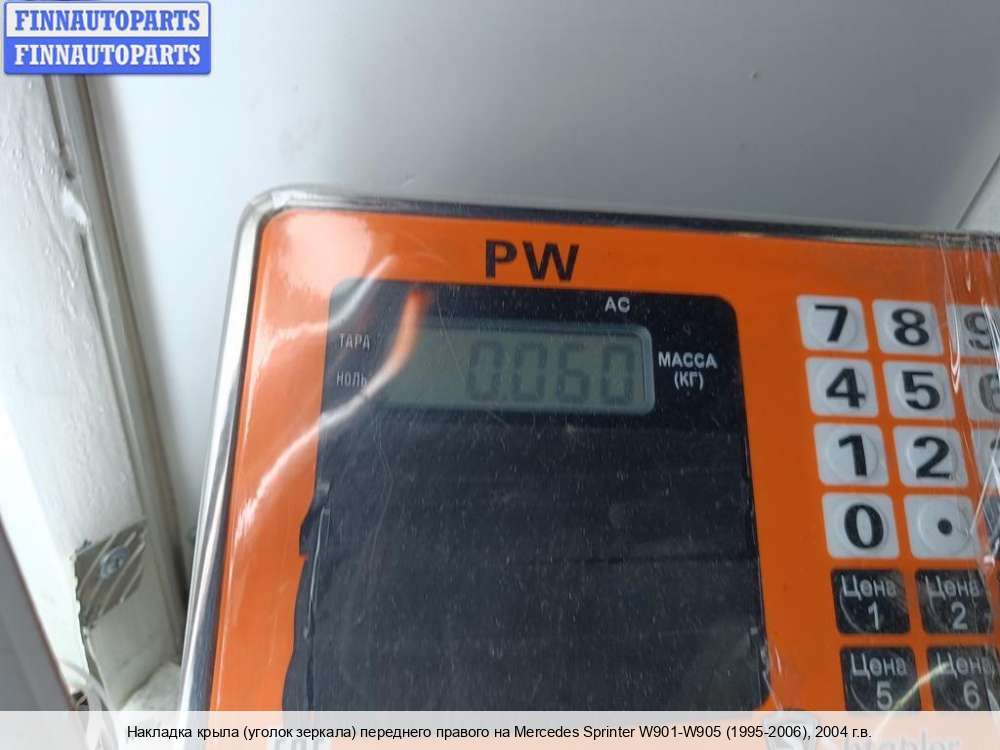 FINNAUTOPARTS
FINNAUTOPARTS
PW
AC
ТАРА
НОЛЬ
0.060
МАССА
(КГ)
7 8 9
4 5 6
1 2
0 .
Цена 1
Цена 2
Цена 5
Цена 6
Накладка крыла (уголок зеркала) переднего правого на Mercedes Sprinter W901-W905 (1995-2006), 2004 г.в.